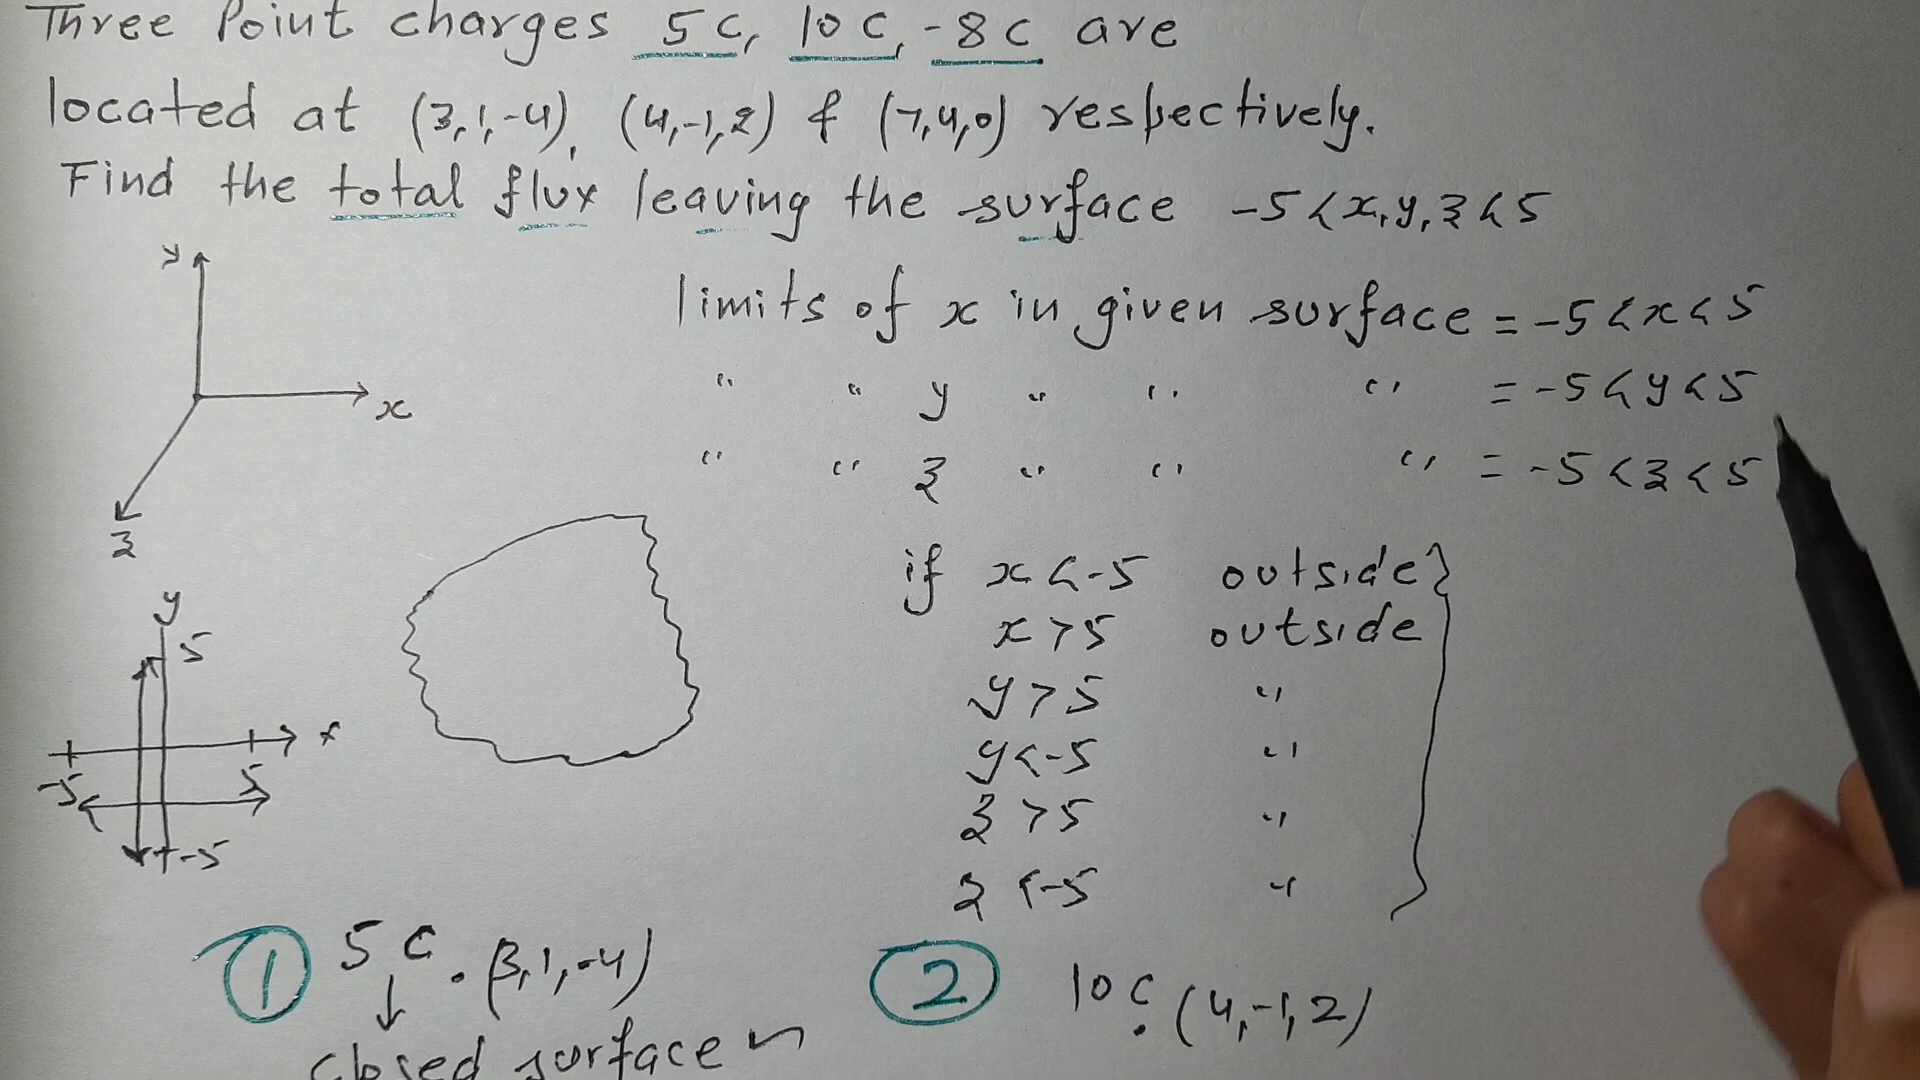 Three Point charges 5C, 10C, -8C are
located at (3,1,-4), (4,-1,2) & (7,4,0) respectively.
Find the total flux leaving the surface -5<x,y,z<5
y
x
z
limits of x in given surface = -5<x<5
" " y " " " = -5<y<5
" " z " " " = -5<z<5
if x<-5 outside
x>5 outside
y>5 "
y<-5 "
z>5 "
z<-5 "
y
5
x
-5 5
-5
① 5C . (3,1,-4)
closed surface
② 10C . (4,-1,2)